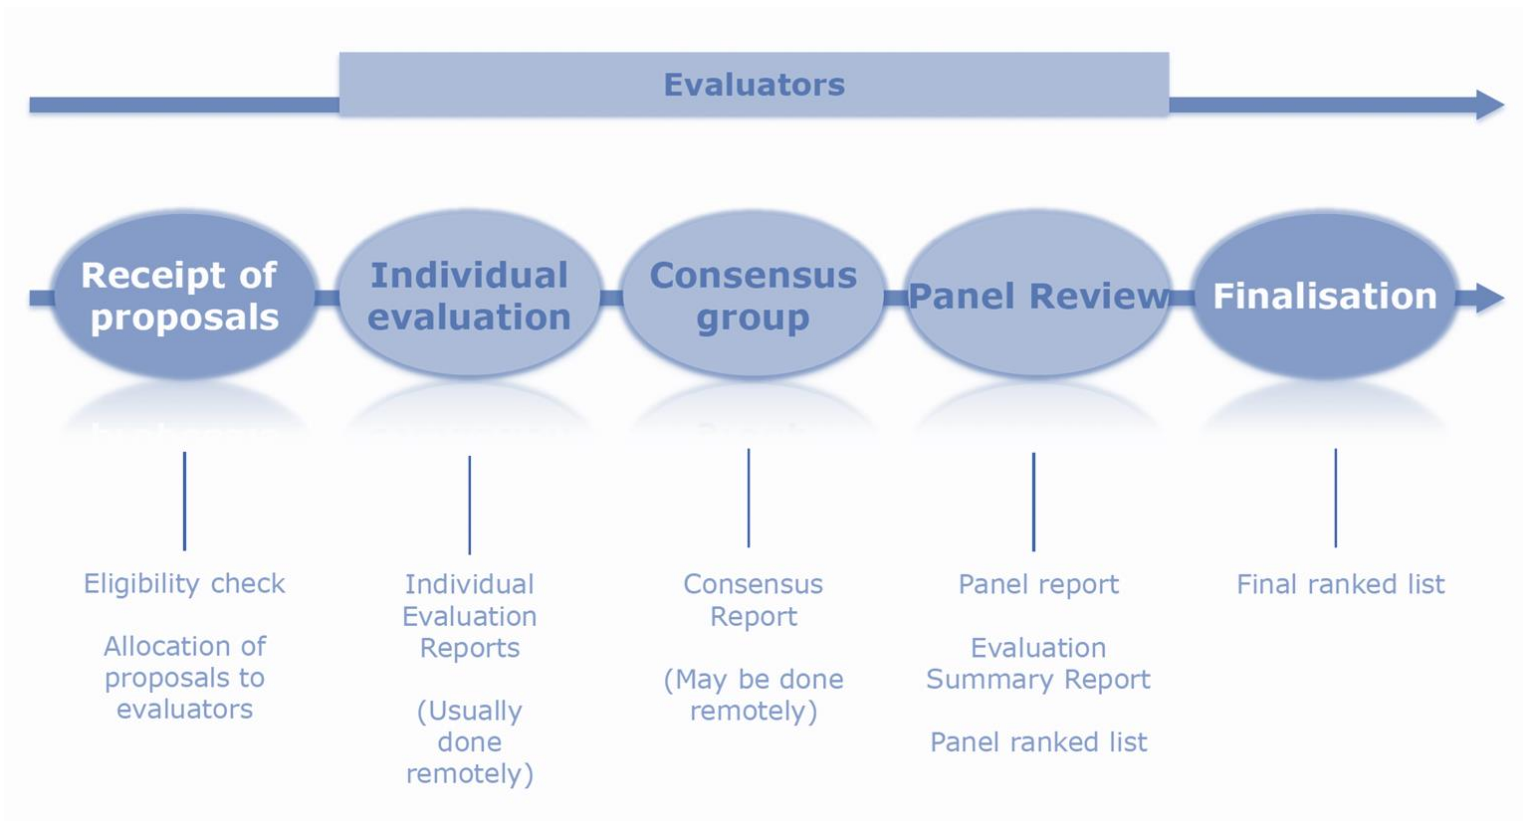 Evaluators
Receipt of
proposals
Individual
evaluation
Consensus
group
Panel Review
Finalisation
Eligibility check
Allocation of
proposals to
evaluators
Individual
Evaluation
Reports
(Usually
done
remotely)
Consensus
Report
(May be done
remotely)
Panel report
Evaluation
Summary Report
Panel ranked list
Final ranked list